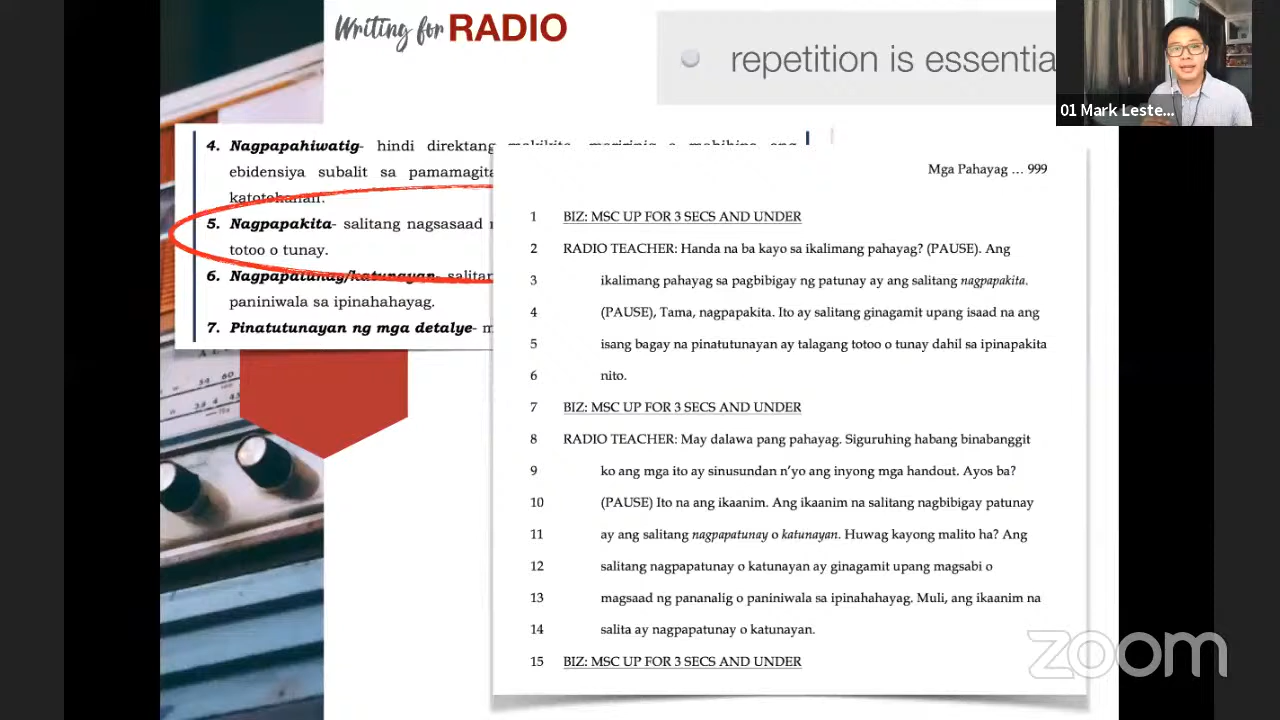 Writing for RADIO
repetition is essentia
01 Mark Leste...
4. Nagpapahiwatig- hindi direktang makikita, maririnig o mahihipo ang
ebidensiya subalit sa pamamagita
katotohanan.
5. Nagpapakita- salitang nagsasaad
totoo o tunay.
6. Nagpapatunay/katunayan- salitan
paniniwala sa ipinahahayag.
7. Pinatutunayan ng mga detalye-
Mga Pahayag ... 999
1 BIZ: MSC UP FOR 3 SECS AND UNDER
2 RADIO TEACHER: Handa na ba kayo sa ikalimang pahayag? (PAUSE). Ang
3 ikalimang pahayag sa pagbibigay ng patunay ay ang salitang nagpapakita.
4 (PAUSE), Tama, nagpapakita. Ito ay salitang ginagamit upang isaad na ang
5 isang bagay na pinatutunayan ay talagang totoo o tunay dahil sa ipinapakita
6 nito.
7 BIZ: MSC UP FOR 3 SECS AND UNDER
8 RADIO TEACHER: May dalawa pang pahayag. Siguruhing habang binabanggit
9 ko ang mga ito ay sinusundan n'yo ang inyong mga handout. Ayos ba?
10 (PAUSE) Ito na ang ikaanim. Ang ikaanim na salitang nagbibigay patunay
11 ay ang salitang nagpapatunay o katunayan. Huwag kayong malito ha? Ang
12 salitang nagpapatunay o katunayan ay ginagamit upang magsabi o
13 magsaad ng pananalig o paniniwala sa ipinahahayag. Muli, ang ikaanim na
14 salita ay nagpapatunay o katunayan.
15 BIZ: MSC UP FOR 3 SECS AND UNDER
zoom